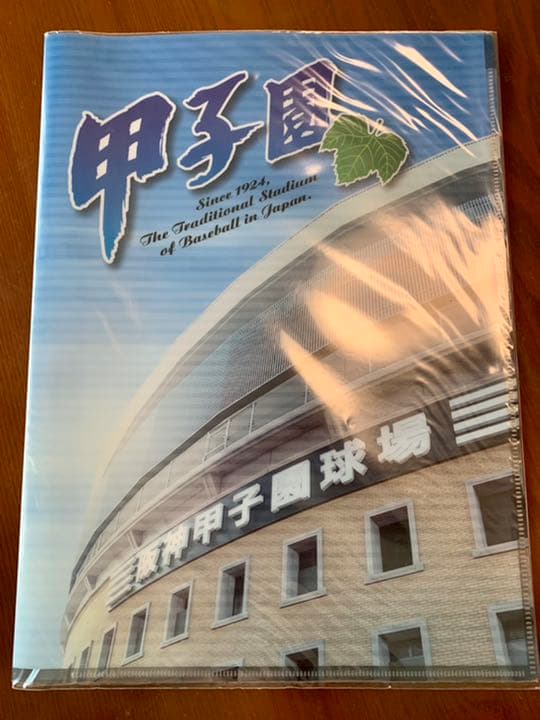 甲子園
Since 1924,
The Traditional Stadium
of Baseball in Japan.
阪神甲子園球場